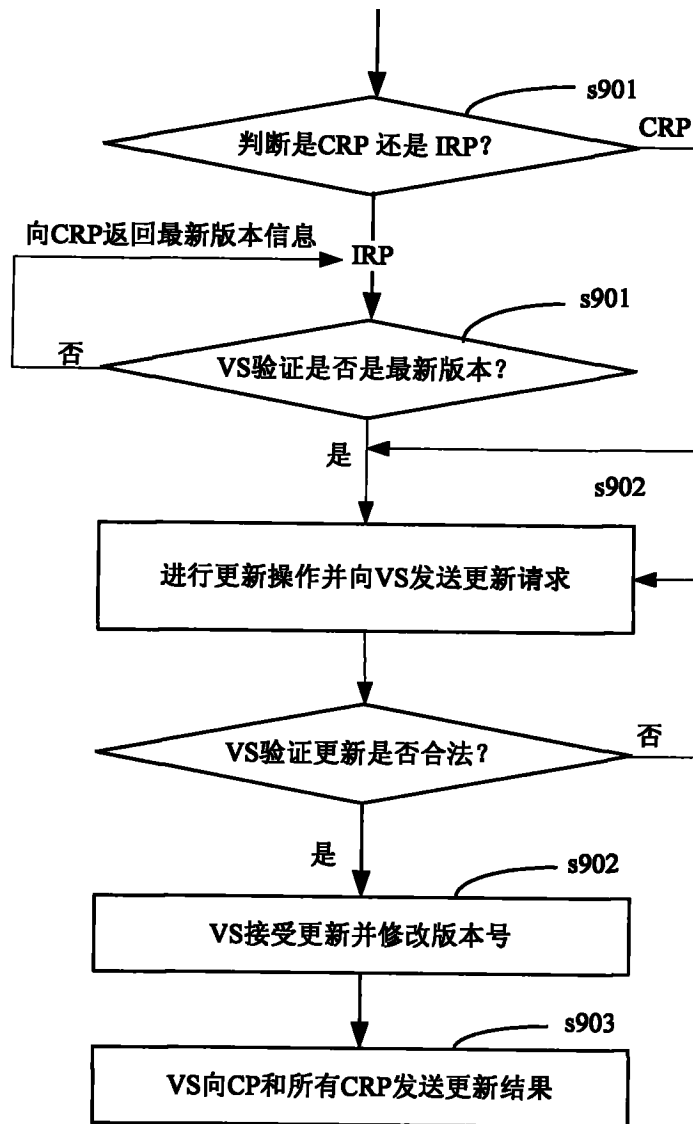 s901
判断是CRP 还是 IRP?
CRP
向CRP返回最新版本信息
IRP
s901
否
VS验证是否是最新版本?
是
s902
进行更新操作并向VS发送更新请求
VS验证更新是否合法?
否
是
s902
VS接受更新并修改版本号
s903
VS向CP和所有CRP发送更新结果